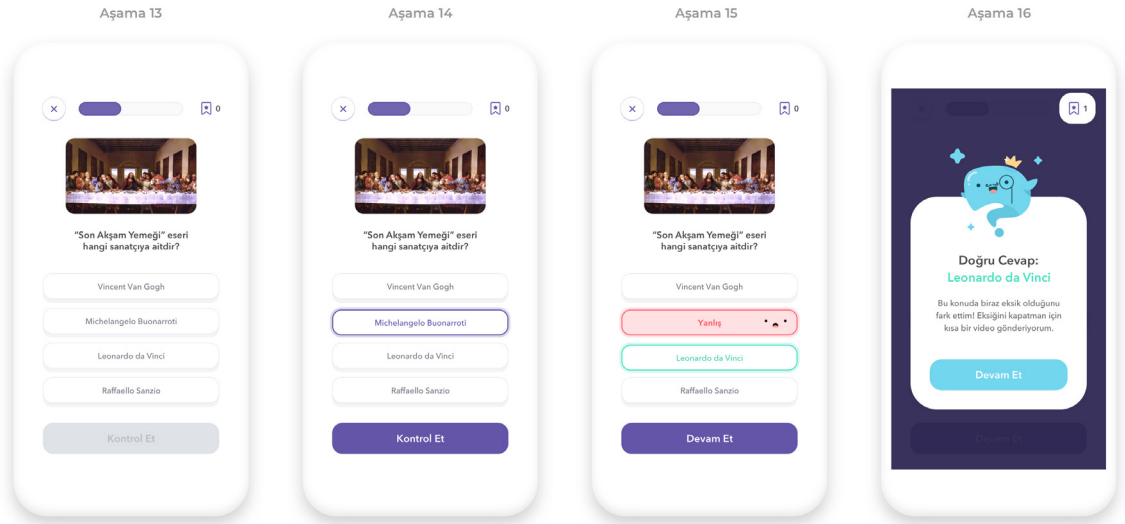 Aşama 13
0
"Son Akşam Yemeği" eseri
hangi sanatçıya aitdir?
Vincent Van Gogh
Michelangelo Buonarroti
Leonardo da Vinci
Raffaello Sanzio
Kontrol Et
Aşama 14
0
"Son Akşam Yemeği" eseri
hangi sanatçıya aitdir?
Vincent Van Gogh
Michelangelo Buonarroti
Leonardo da Vinci
Raffaello Sanzio
Kontrol Et
Aşama 15
0
"Son Akşam Yemeği" eseri
hangi sanatçıya aitdir?
Vincent Van Gogh
Yanlış
Leonardo da Vinci
Raffaello Sanzio
Devam Et
Aşama 16
1
Doğru Cevap:
Leonardo da Vinci
Bu konuda biraz eksik olduğunu
fark ettim! Eksiğini kapatman için
kısa bir video gönderiyorum.
Devam Et
Devam Et